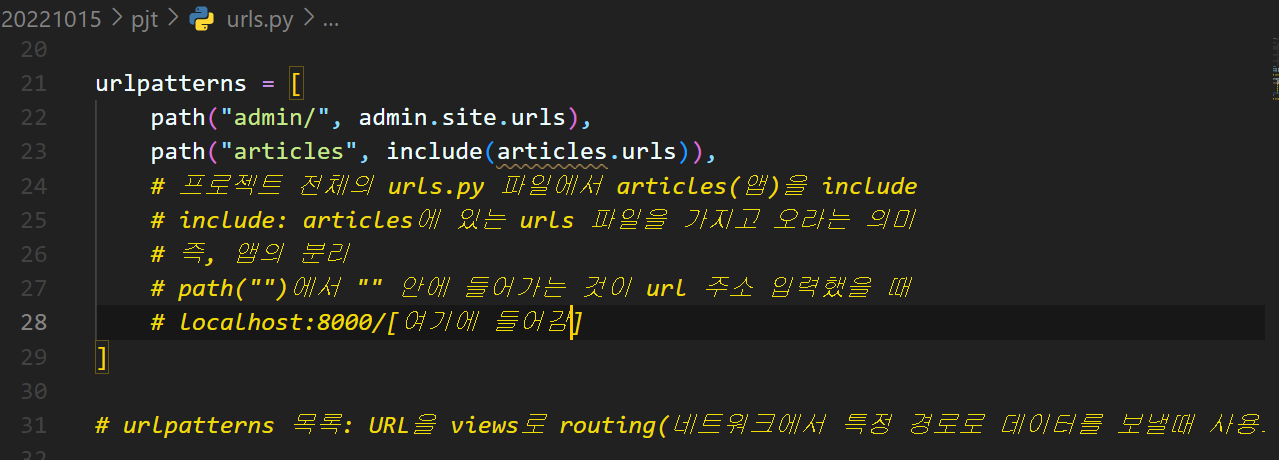 20221015 > pjt > urls.py > ...
20
21 urlpatterns = [
22 path("admin/", admin.site.urls),
23 path("articles", include(articles.urls)),
24 # 프로젝트 전체의 urls.py 파일에서 articles(앱)을 include
25 # include: articles에 있는 urls 파일을 가지고 오라는 의미
26 # 즉, 앱의 분리
27 # path("")에서 "" 안에 들어가는 것이 url 주소 입력했을 때
28 # localhost:8000/[여기에 들어감]
29 ]
30
31 # urlpatterns 목록: URL을 views로 routing(네트워크에서 특정 경로로 데이터를 보낼때 사용.
32